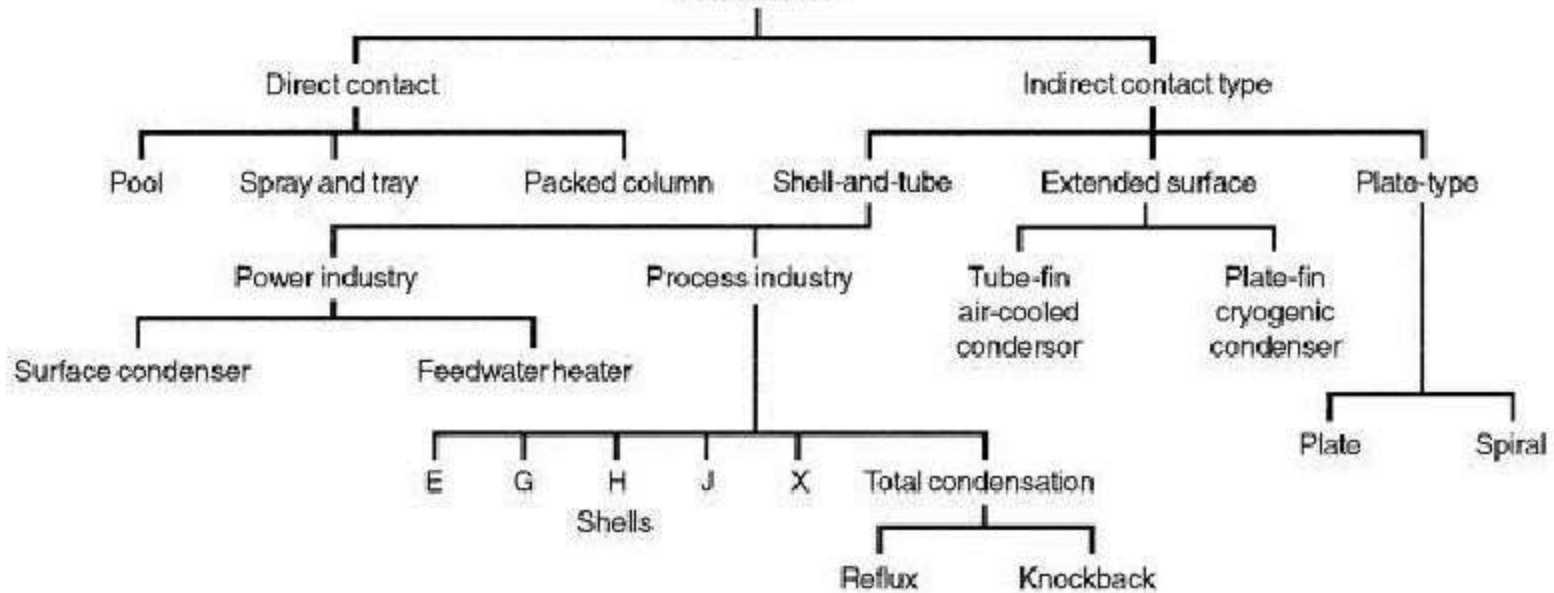 Direct contact
Indirect contact type
Pool
Spray and tray
Packed column
Shell-and-tube
Extended surface
Plate-type
Power industry
Process industry
Tube-fin
air-cooled
condersor
Plate-fin
cryogenic
condenser
Surface condenser
Feedwater heater
Plate
Spiral
E
G
H
J
X
Total condensation
Shells
Reflux
Knockback